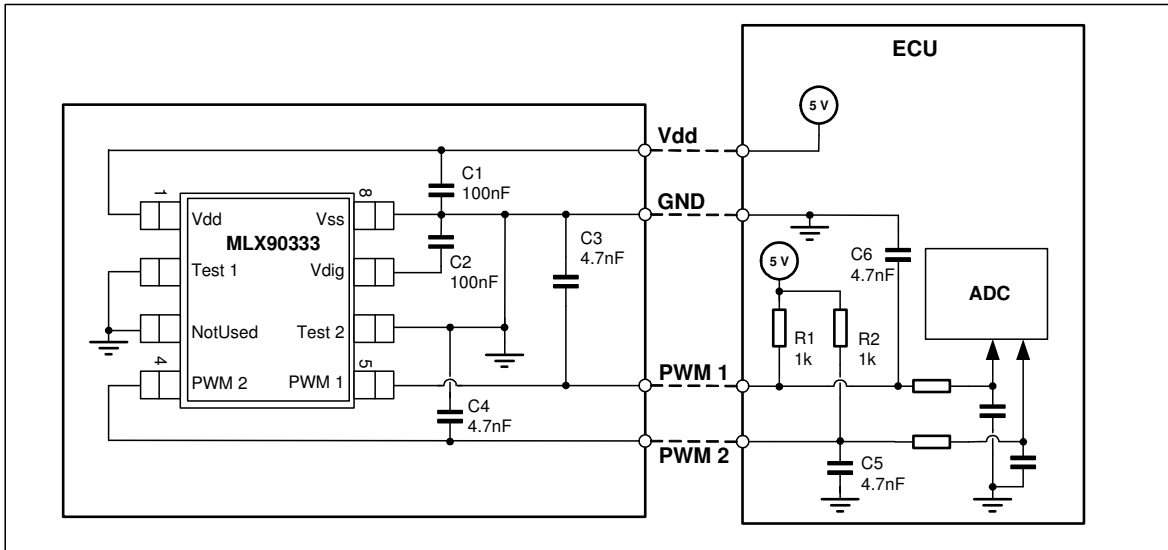 ECU
5 V
Vdd
C1
100nF
1
8
GND
Vdd
Vss
MLX90333
C2
100nF
C3
4.7nF
C6
4.7nF
5 V
Test 1
Vdig
ADC
NotUsed
Test 2
R1
1k
R2
1k
4
5
PWM 2
PWM 1
PWM 1
C4
4.7nF
PWM 2
C5
4.7nF